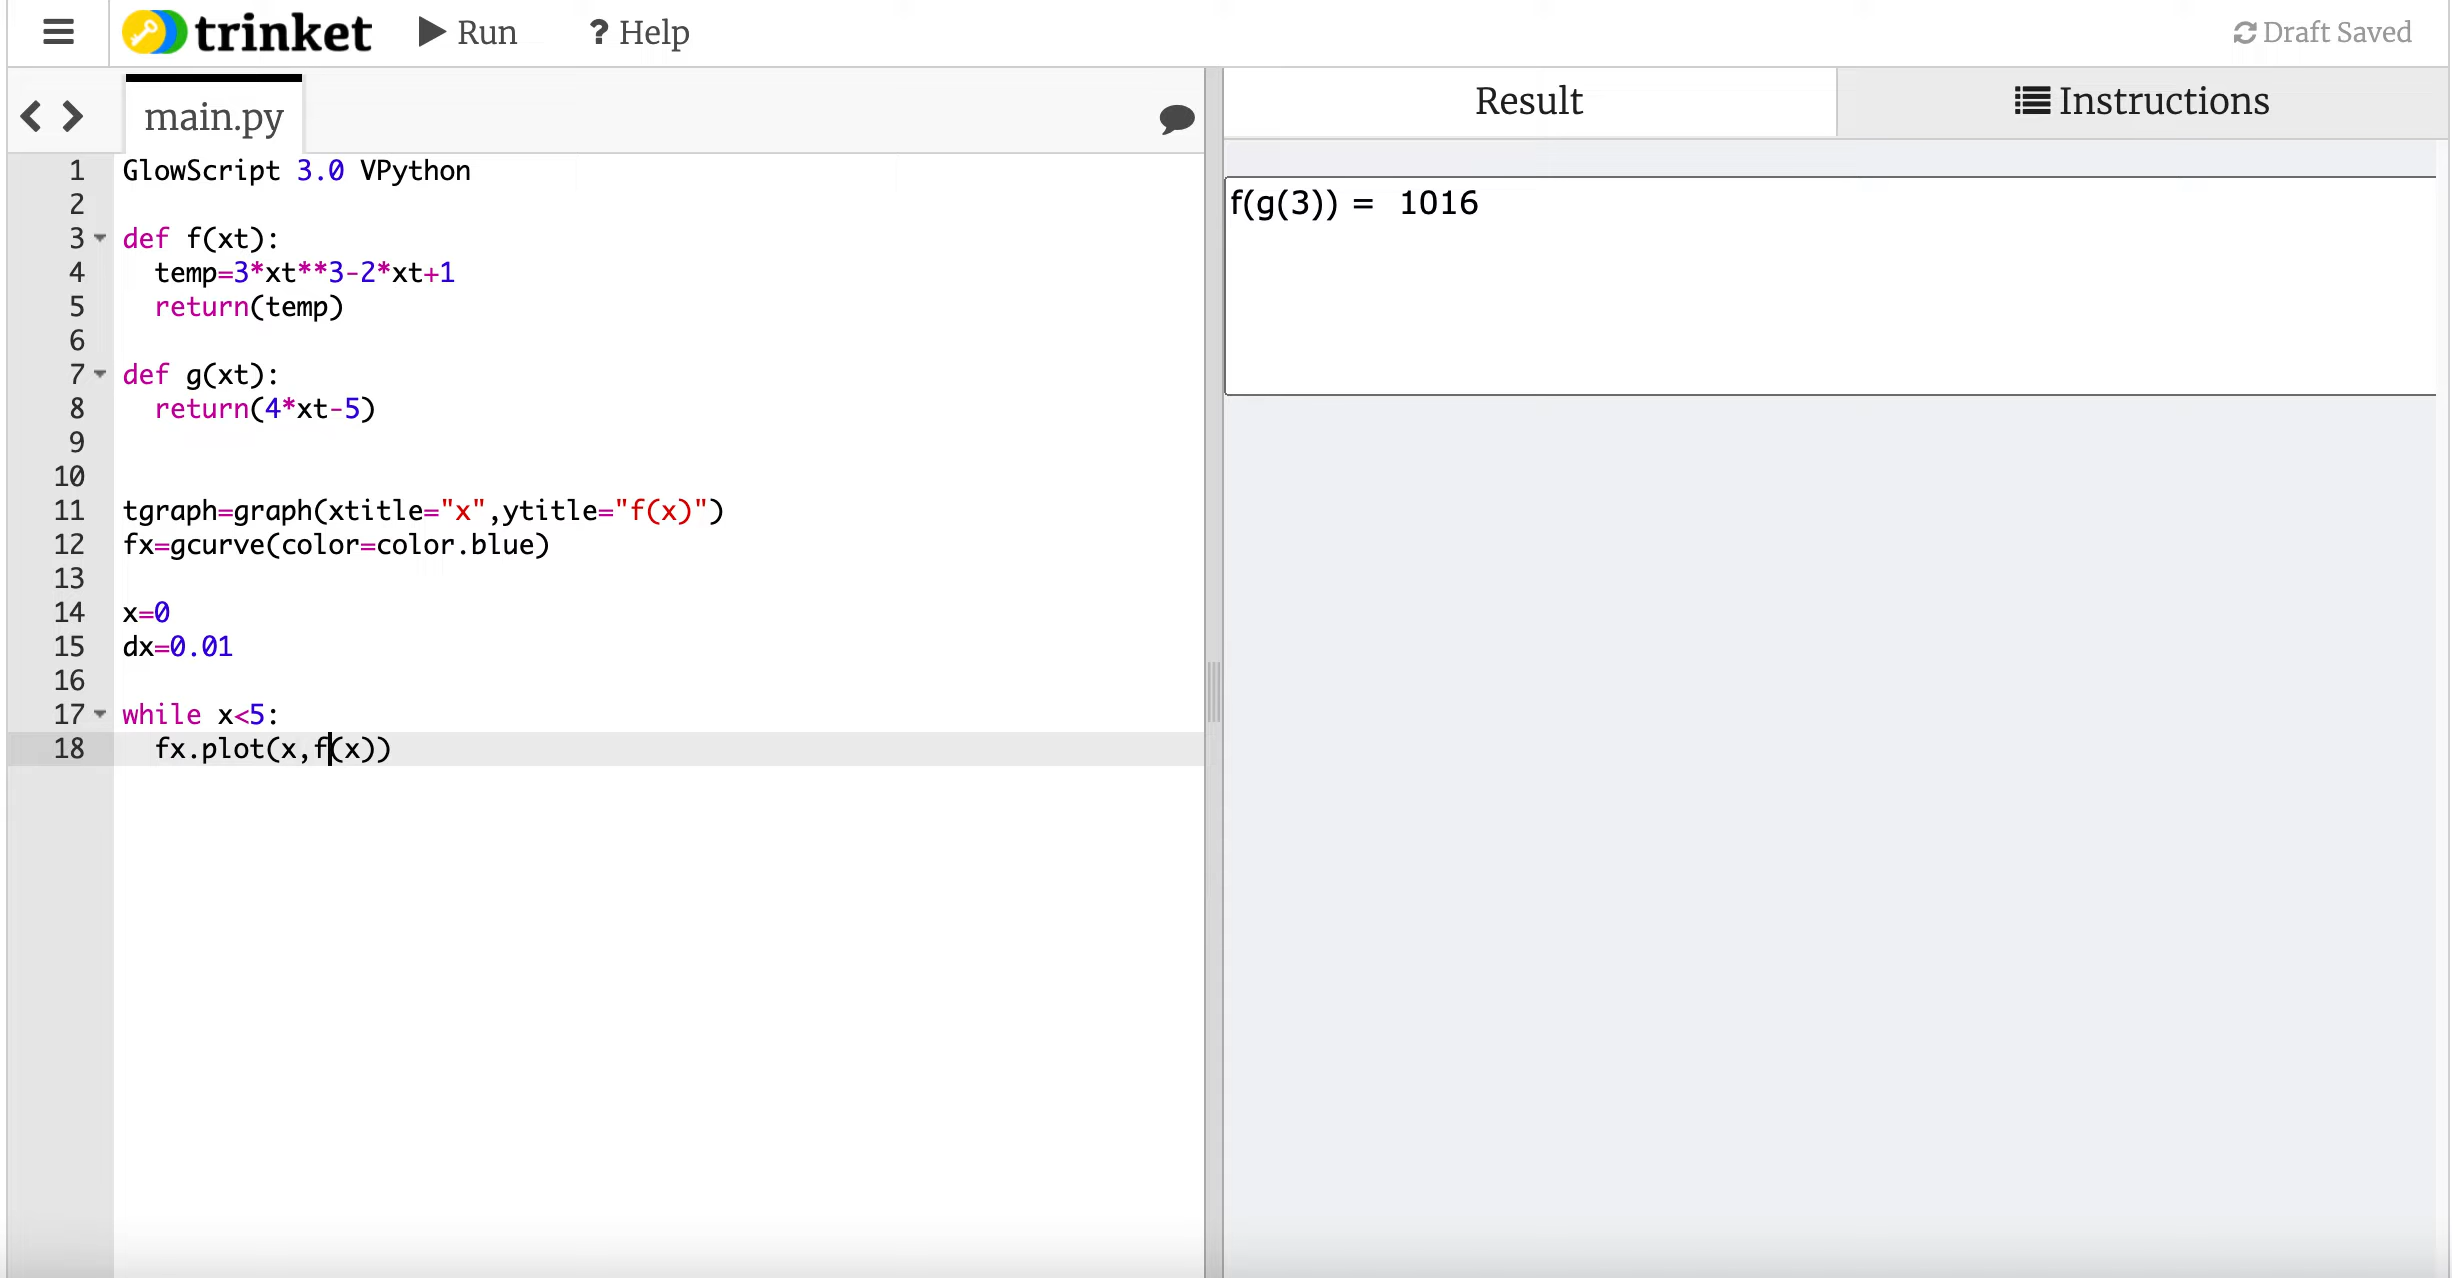 trinket
Run
? Help
Draft Saved
main.py
Result
Instructions
1 GlowScript 3.0 VPython
2
3 def f(xt):
4   temp=3*xt**3-2*xt+1
5   return(temp)
6
7 def g(xt):
8   return(4*xt-5)
9
10
11 tgraph=graph(xtitle="x",ytitle="f(x)")
12 fx=gcurve(color=color.blue)
13
14 x=0
15 dx=0.01
16
17 while x<5:
18   fx.plot(x,f(x))
f(g(3)) = 1016